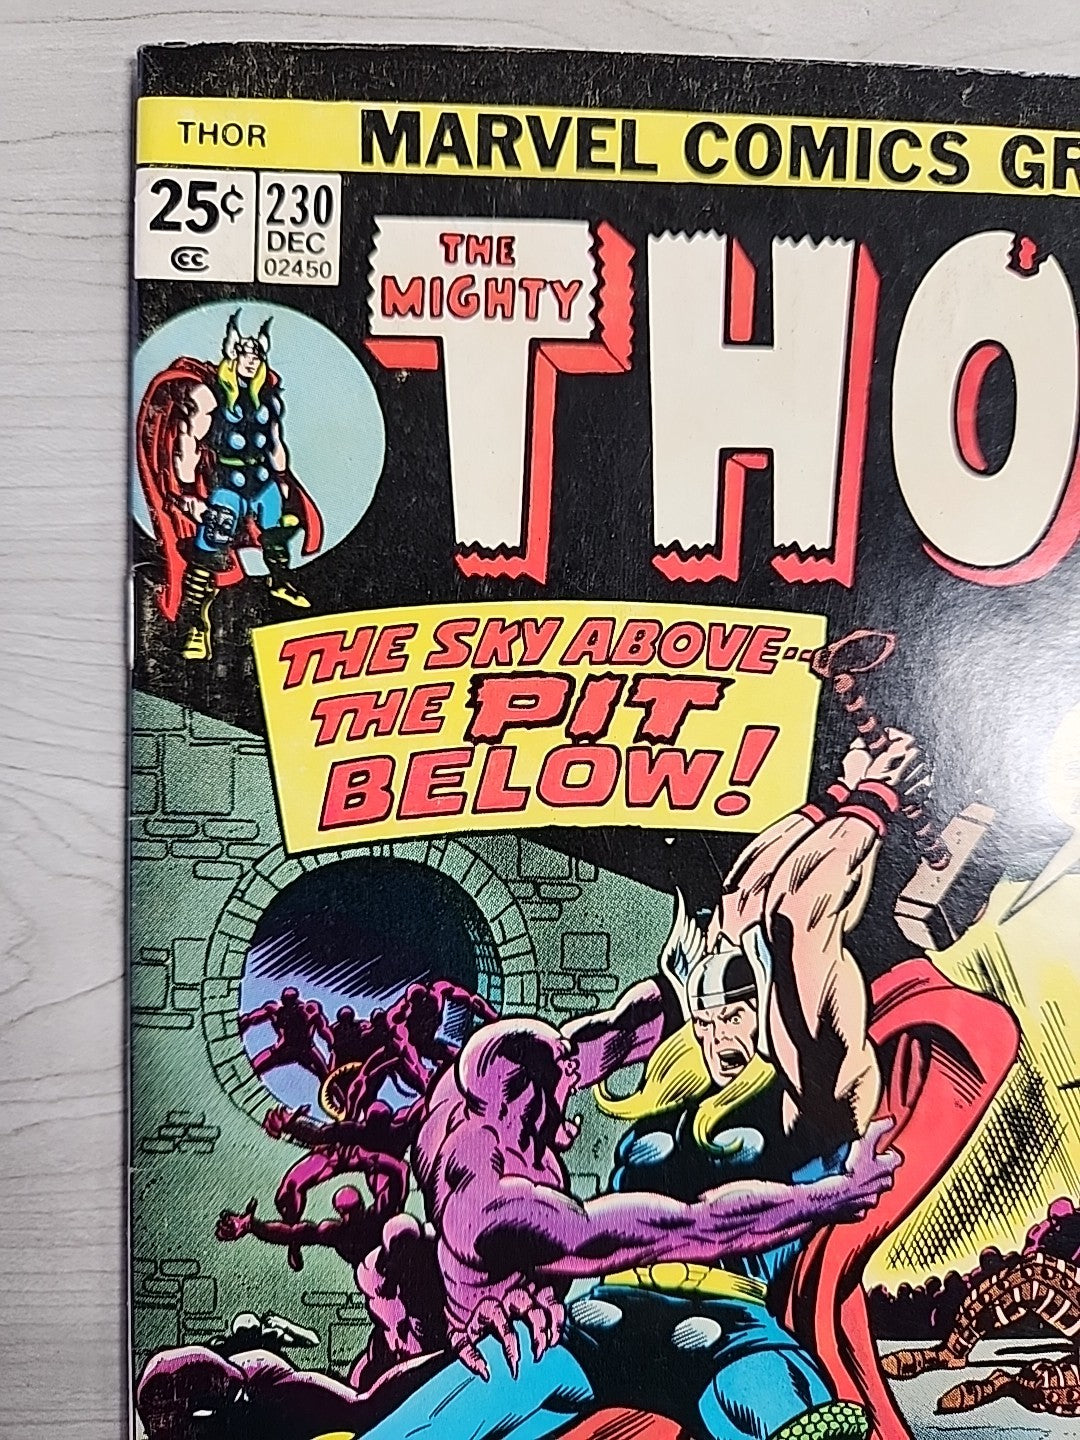 THOR
MARVEL COMICS GR
25¢
CC
230
DEC
02450
THE
MIGHTY
THO
THE SKY ABOVE--
THE PIT
BELOW!